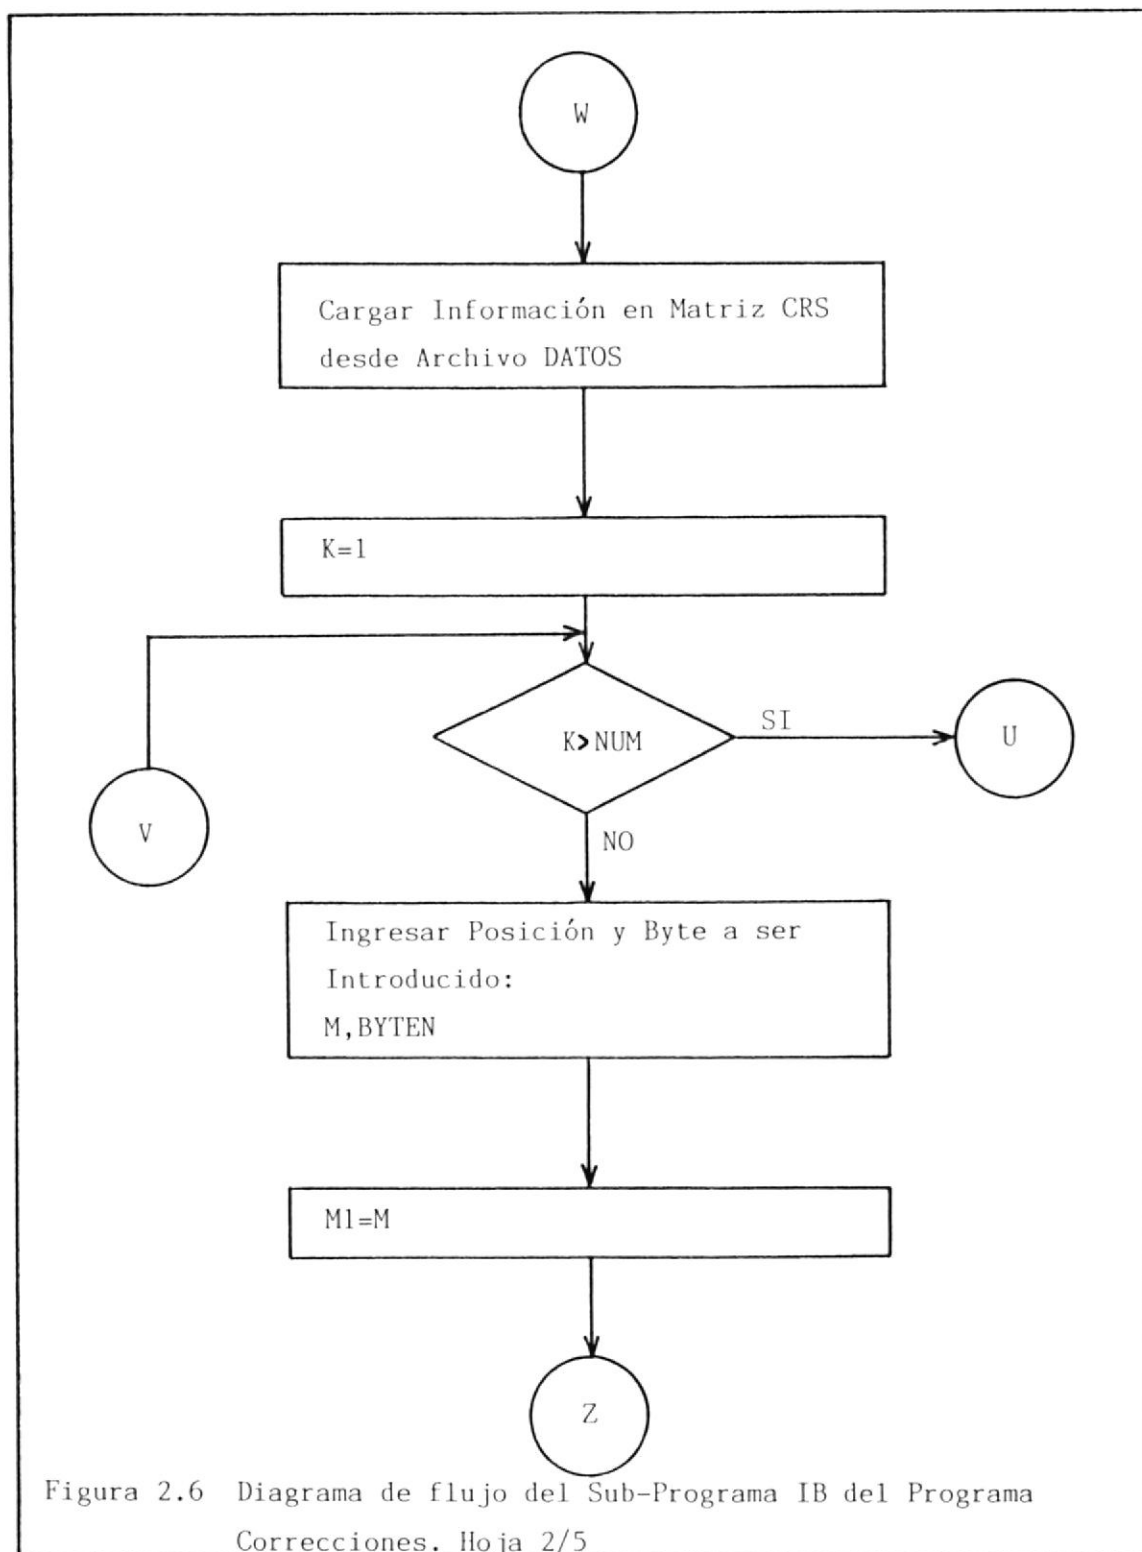 W
Cargar Información en Matriz CRS
desde Archivo DATOS
K=1
K>NUM
SI
U
V
NO
Ingresar Posición y Byte a ser
Introducido:
M,BYTEN
M1=M
Z
Figura 2.6 Diagrama de flujo del Sub-Programa IB del Programa
Correcciones. Hoja 2/5